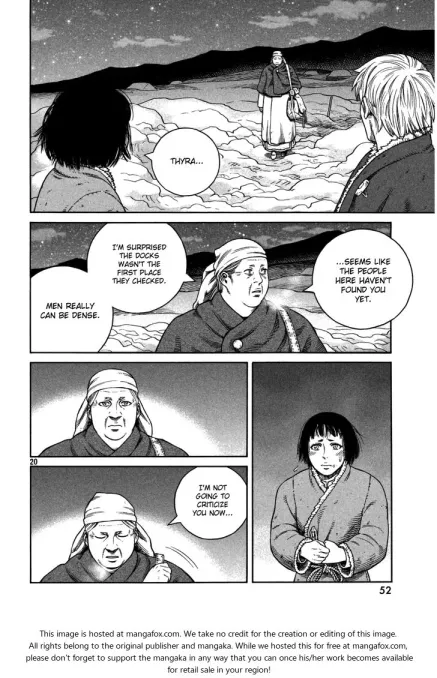 THYRA...
...SEEMS LIKE
THE PEOPLE
HERE HAVEN'T
FOUND YOU
YET.
I'M SURPRISED
THE DOCKS
WASN'T THE
FIRST PLACE
THEY CHECKED.
MEN REALLY
CAN BE DENSE.
20
I'M NOT
GOING TO
CRITICIZE
YOU NOW...
52
This image is hosted at mangafox.com. We take no credit for the creation or editing of this image.
All rights belong to the original publisher and mangaka. While we hosted this for free at mangafox.com,
please don't forget to support the mangaka in any way that you can once his/her work becomes available
for retail sale in your region!